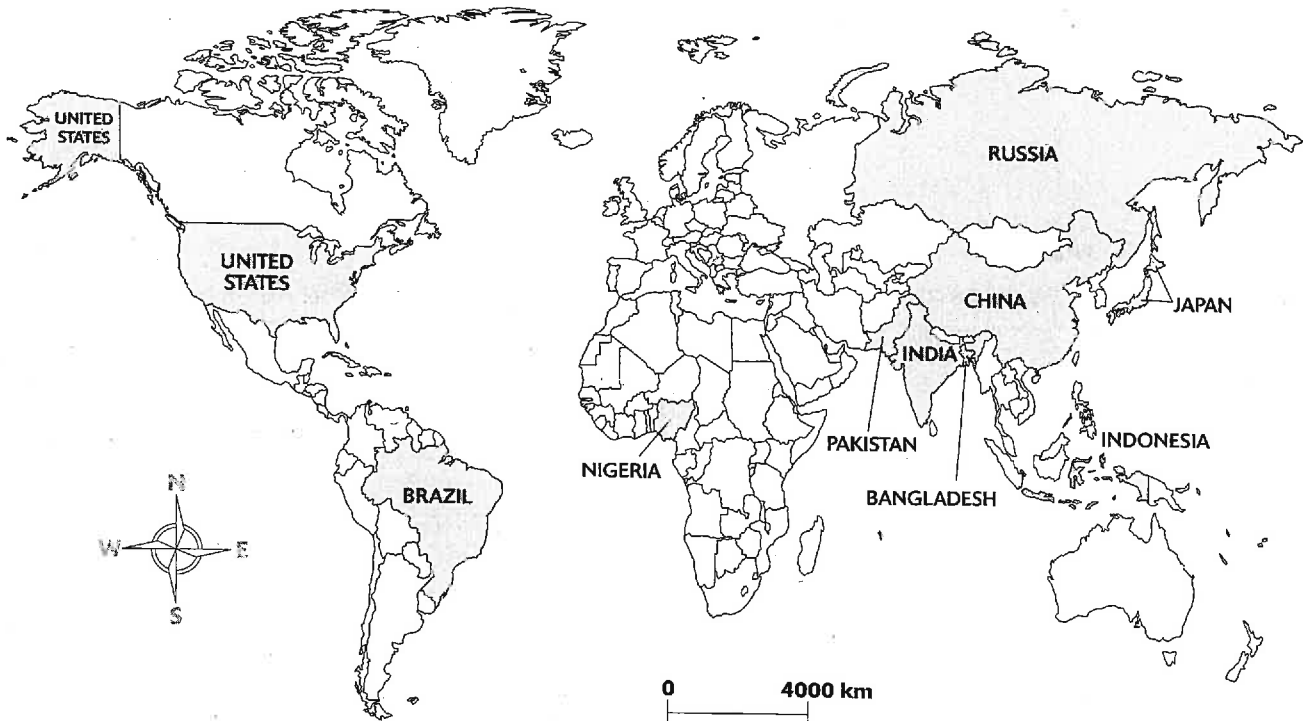 UNITED
STATES
RUSSIA
UNITED
STATES
CHINA
JAPAN
INDIA
PAKISTAN
INDONESIA
NIGERIA
BRAZIL
BANGLADESH
N
W E
S
0 4000 km